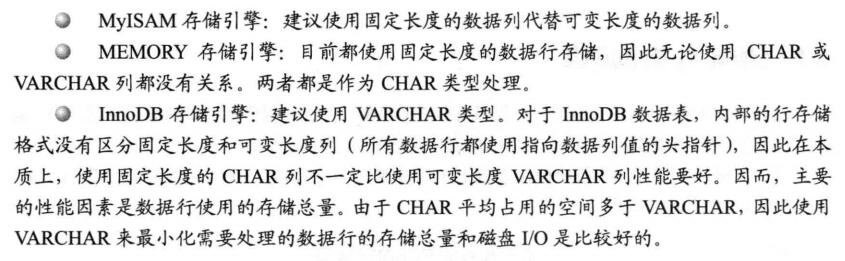 ● MyISAM 存储引擎：建议使用固定长度的数据列代替可变长度的数据列。
● MEMORY 存储引擎：目前都使用固定长度的数据行存储，因此无论使用 CHAR 或
VARCHAR 列都没有关系。两者都是作为 CHAR 类型处理。
● InnoDB 存储引擎：建议使用 VARCHAR 类型。对于 InnoDB 数据表，内部的行存储
格式没有区分固定长度和可变长度列（所有数据行都使用指向数据列值的头指针），因此在本
质上，使用固定长度的 CHAR 列不一定比使用可变长度 VARCHAR 列性能要好。因而，主要
的性能因素是数据行使用的存储总量。由于 CHAR 平均占用的空间多于 VARCHAR，因此使用
VARCHAR 来最小化需要处理的数据行的存储总量和磁盘 I/O 是比较好的。